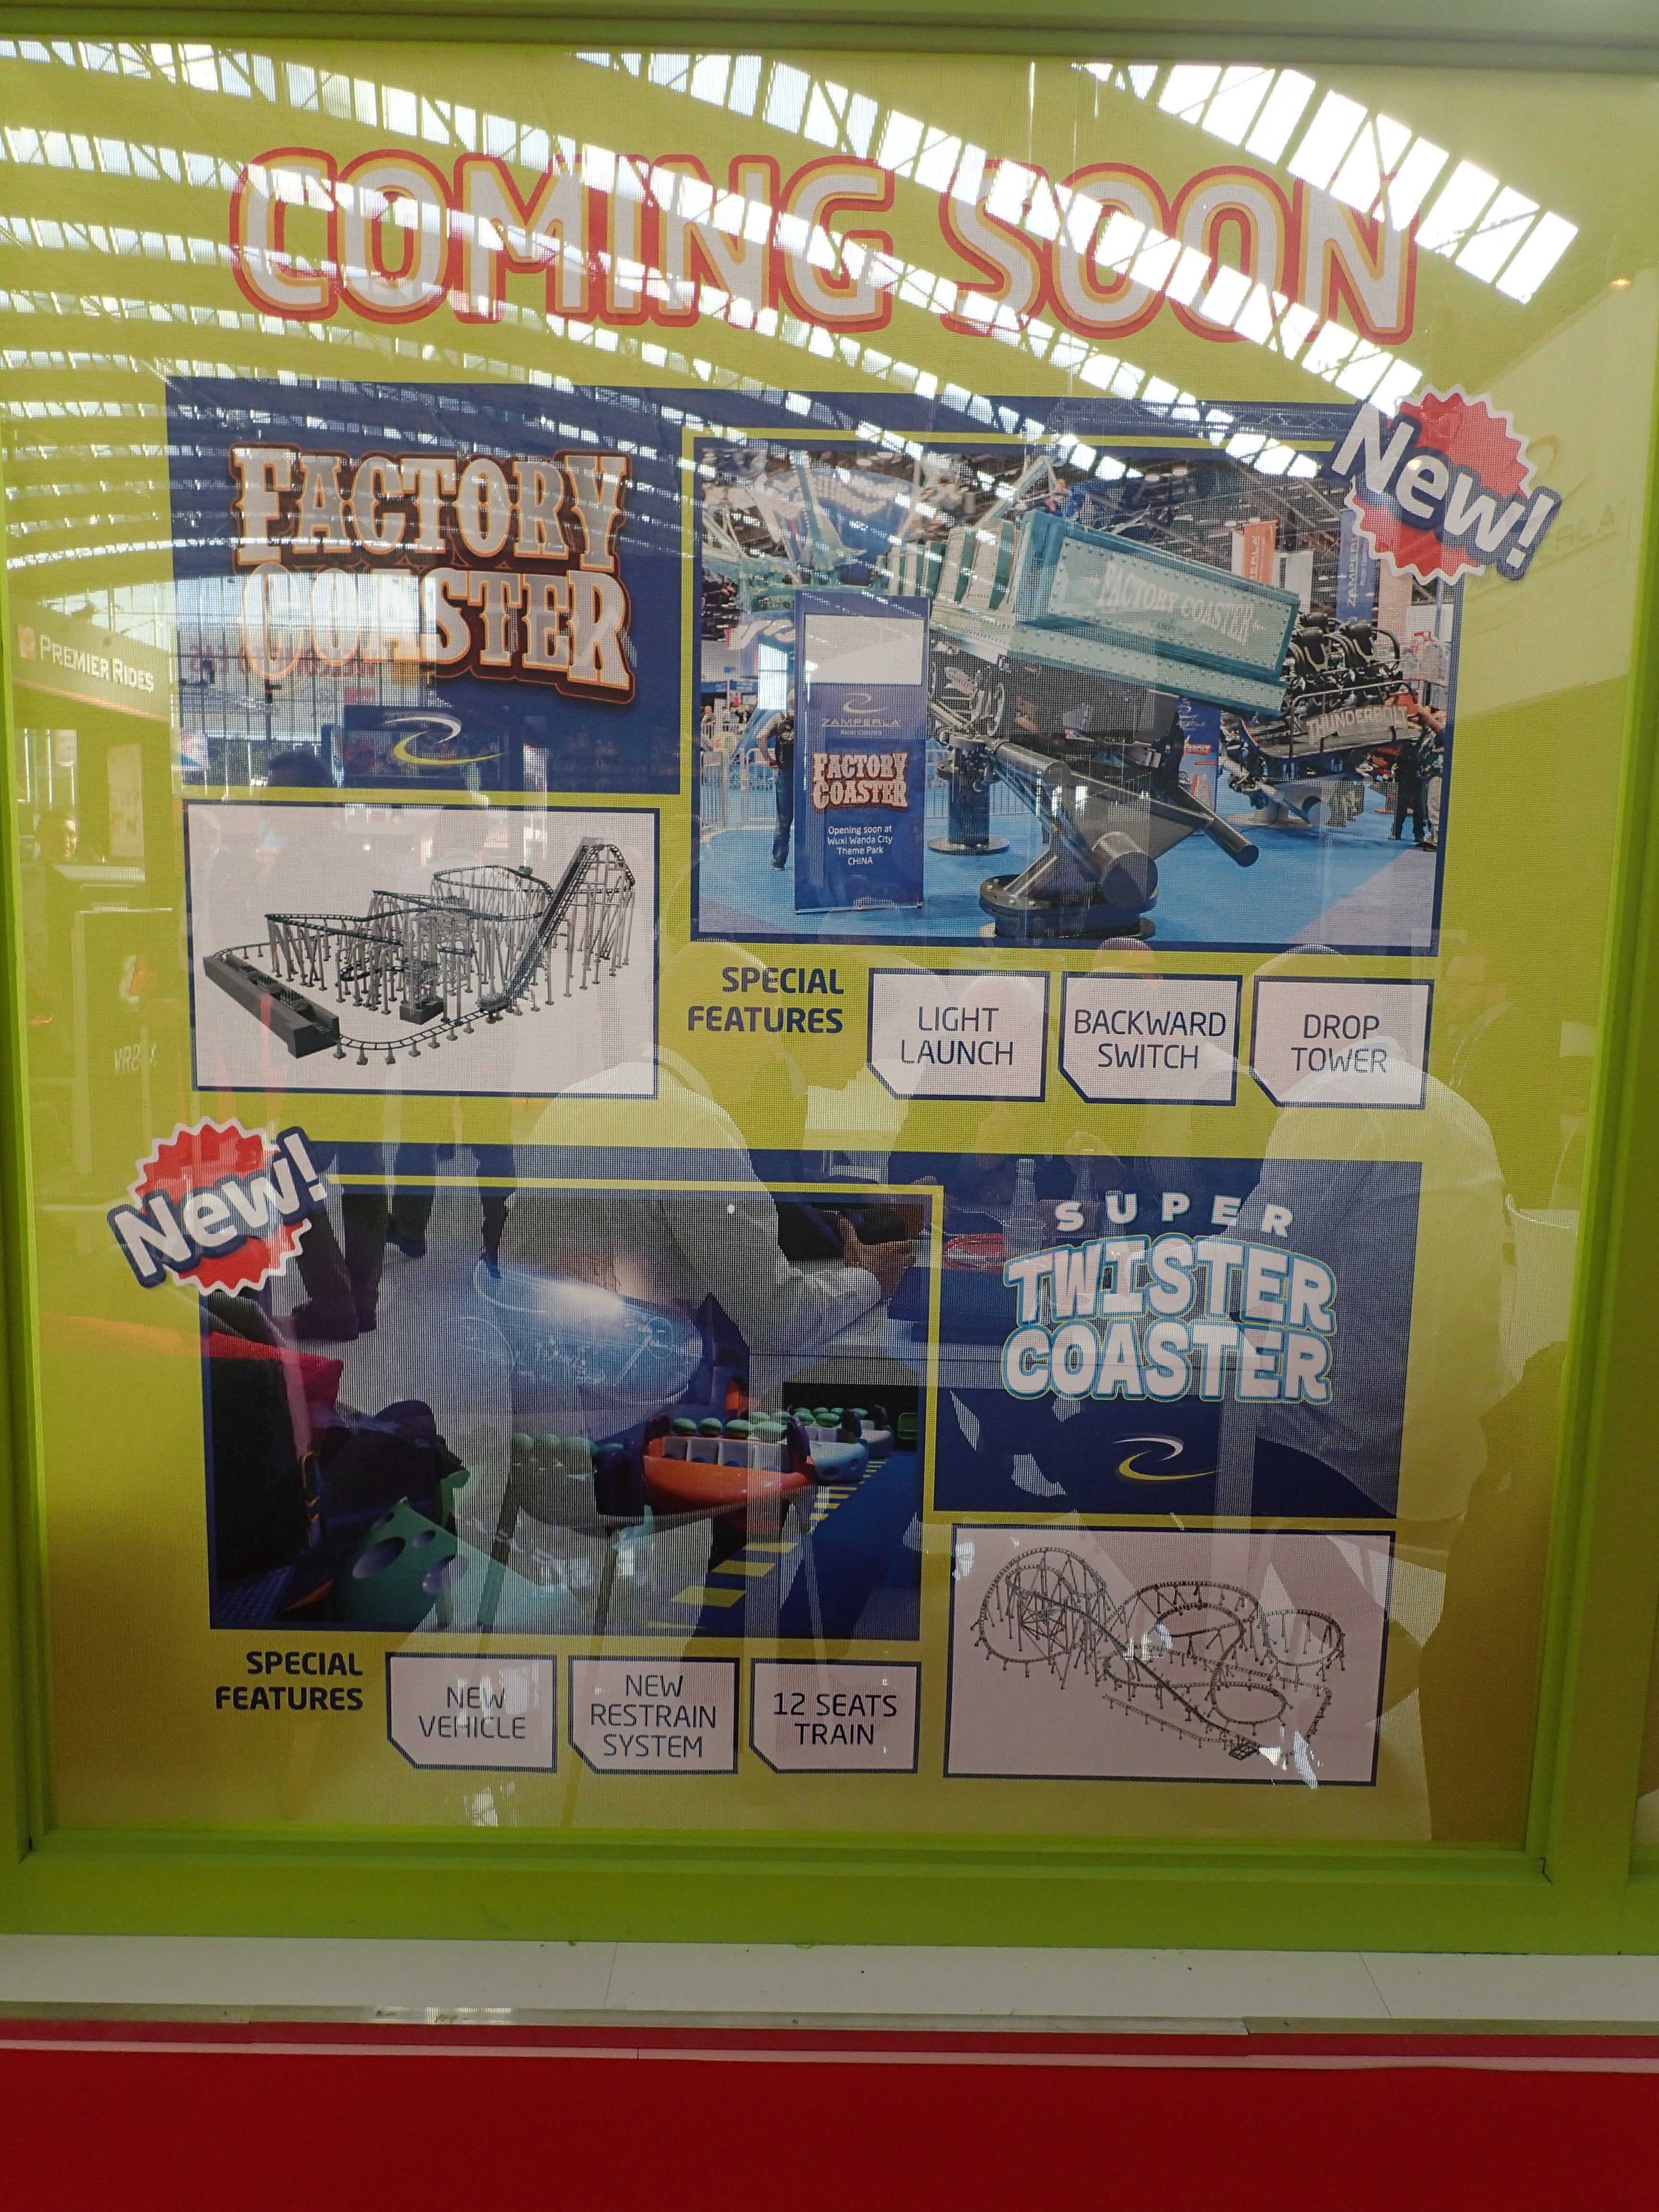 COMING SOON
FACTORY
COASTER
New!
FACTORY COASTER
THUNDERBOLT
ZAMPERLA
ZAMPERLA
FACTORY
COASTER
Opening soon at
Wuxi Wanda City
Theme Park
CHINA
PREMIER RIDES
SPECIAL
FEATURES
LIGHT
LAUNCH
BACKWARD
SWITCH
DROP
TOWER
New!
SUPER
TWISTER
COASTER
SPECIAL
FEATURES
NEW
VEHICLE
NEW
RESTRAIN
SYSTEM
12 SEATS
TRAIN